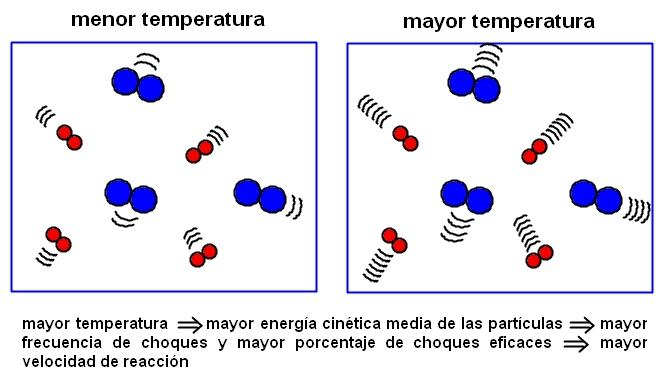 menor temperatura
mayor temperatura
mayor temperatura ⇒ mayor energía cinética media de las partículas ⇒ mayor
frecuencia de choques y mayor porcentaje de choques eficaces ⇒ mayor
velocidad de reacción